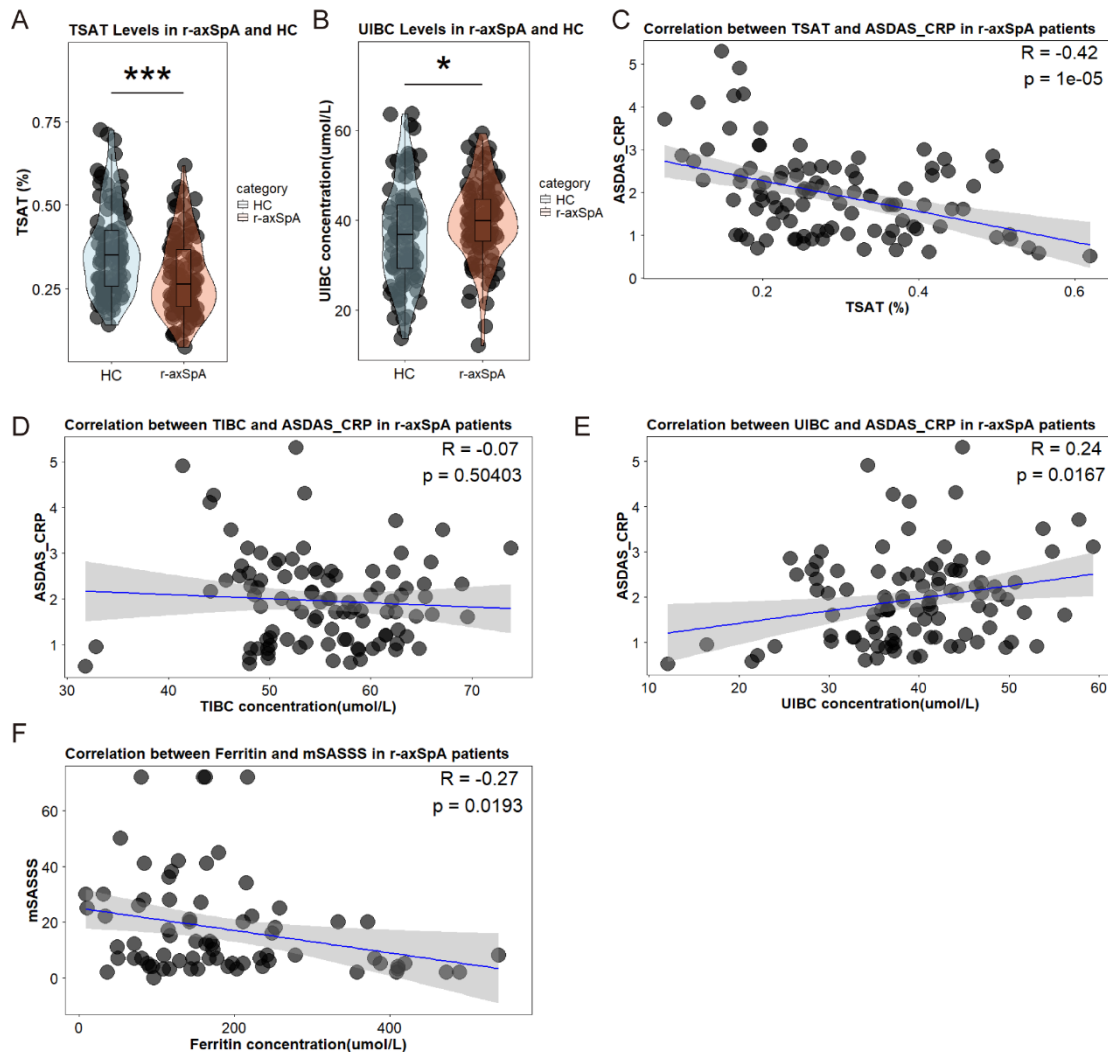 A
TSAT Levels in r-axSpA and HC
***
TSAT (%)
0.75
0.50
0.25
HC
r-axSpA
category
HC
r-axSpA
B
UIBC Levels in r-axSpA and HC
*
UIBC concentration(umol/L)
60
40
20
HC
r-axSpA
category
HC
r-axSpA
C
Correlation between TSAT and ASDAS_CRP in r-axSpA patients
R = -0.42
p = 1e-05
ASDAS_CRP
5
4
3
2
1
0
0.2
0.4
0.6
TSAT (%)
D
Correlation between TIBC and ASDAS_CRP in r-axSpA patients
R = -0.07
p = 0.50403
ASDAS_CRP
5
4
3
2
1
30
40
50
60
70
TIBC concentration(umol/L)
E
Correlation between UIBC and ASDAS_CRP in r-axSpA patients
R = 0.24
p = 0.0167
ASDAS_CRP
5
4
3
2
1
10
20
30
40
50
60
UIBC concentration(umol/L)
F
Correlation between Ferritin and mSASSS in r-axSpA patients
R = -0.27
p = 0.0193
mSASSS
60
40
20
0
0
200
400
Ferritin concentration(umol/L)